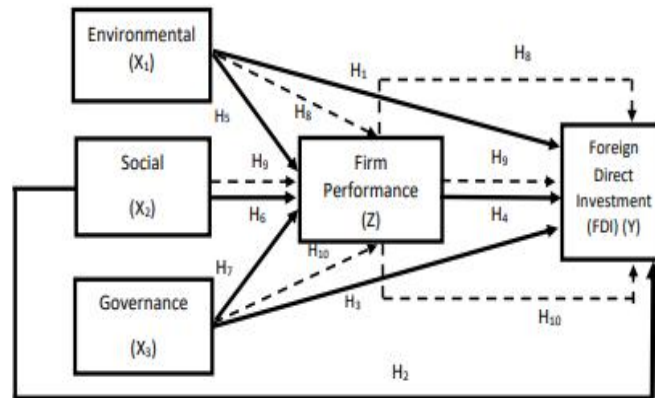 Environmental
(X₁)
H₁
H₈
H₅
H₈
Social
(X₂)
H₉
H₆
Firm
Performance
(Z)
H₉
H₄
Foreign
Direct
Investment
(FDI) (Y)
H₇
H₁₀
H₃
Governance
(X₃)
H₁₀
H₂